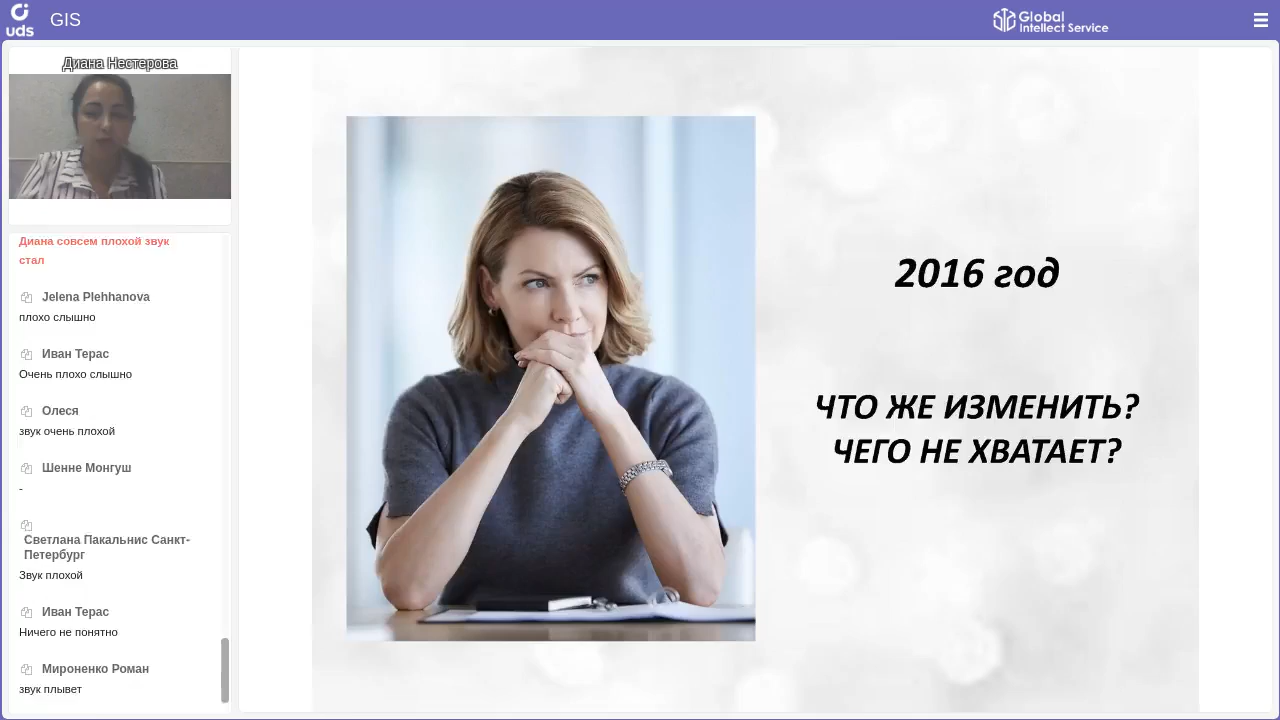 uds
GIS
Global
Intellect Service
Диана Нестерова
Диана совсем плохой звук
стал
Jelena Plehhanova
плохо слышно
Иван Терас
Очень плохо слышно
Олеся
звук очень плохой
Шенне Монгуш
-
Светлана Пакальнис Санкт-
Петербург
Звук плохой
Иван Терас
Ничего не понятно
Мироненко Роман
звук плывет
2016 год
ЧТО ЖЕ ИЗМЕНИТЬ?
ЧЕГО НЕ ХВАТАЕТ?